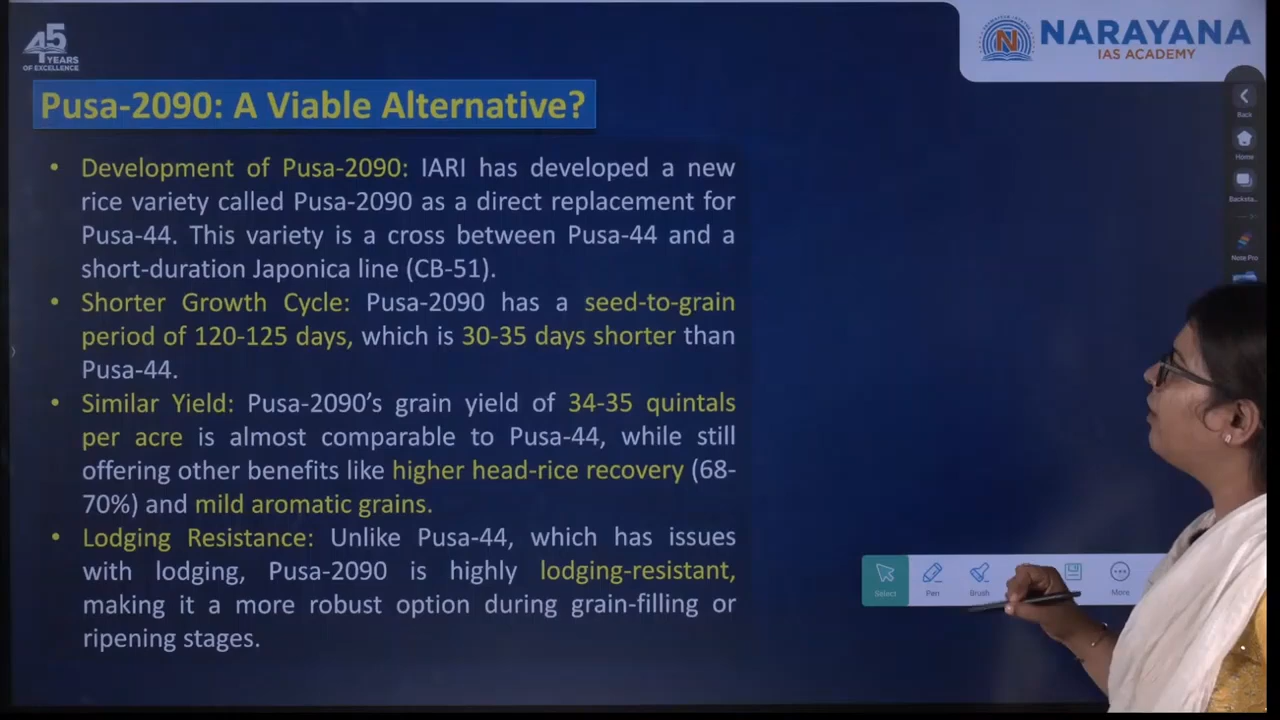 45
YEARS
OF EXCELLENCE
NARAYANA
IAS ACADEMY
Pusa-2090: A Viable Alternative?
• Development of Pusa-2090: IARI has developed a new
rice variety called Pusa-2090 as a direct replacement for
Pusa-44. This variety is a cross between Pusa-44 and a
short-duration Japonica line (CB-51).
• Shorter Growth Cycle: Pusa-2090 has a seed-to-grain
period of 120-125 days, which is 30-35 days shorter than
Pusa-44.
• Similar Yield: Pusa-2090’s grain yield of 34-35 quintals
per acre is almost comparable to Pusa-44, while still
offering other benefits like higher head-rice recovery (68-
70%) and mild aromatic grains.
• Lodging Resistance: Unlike Pusa-44, which has issues
with lodging, Pusa-2090 is highly lodging-resistant,
making it a more robust option during grain-filling or
ripening stages.
Back
Home
Backsta...
Note Pro
Select
Pen
Brush
More